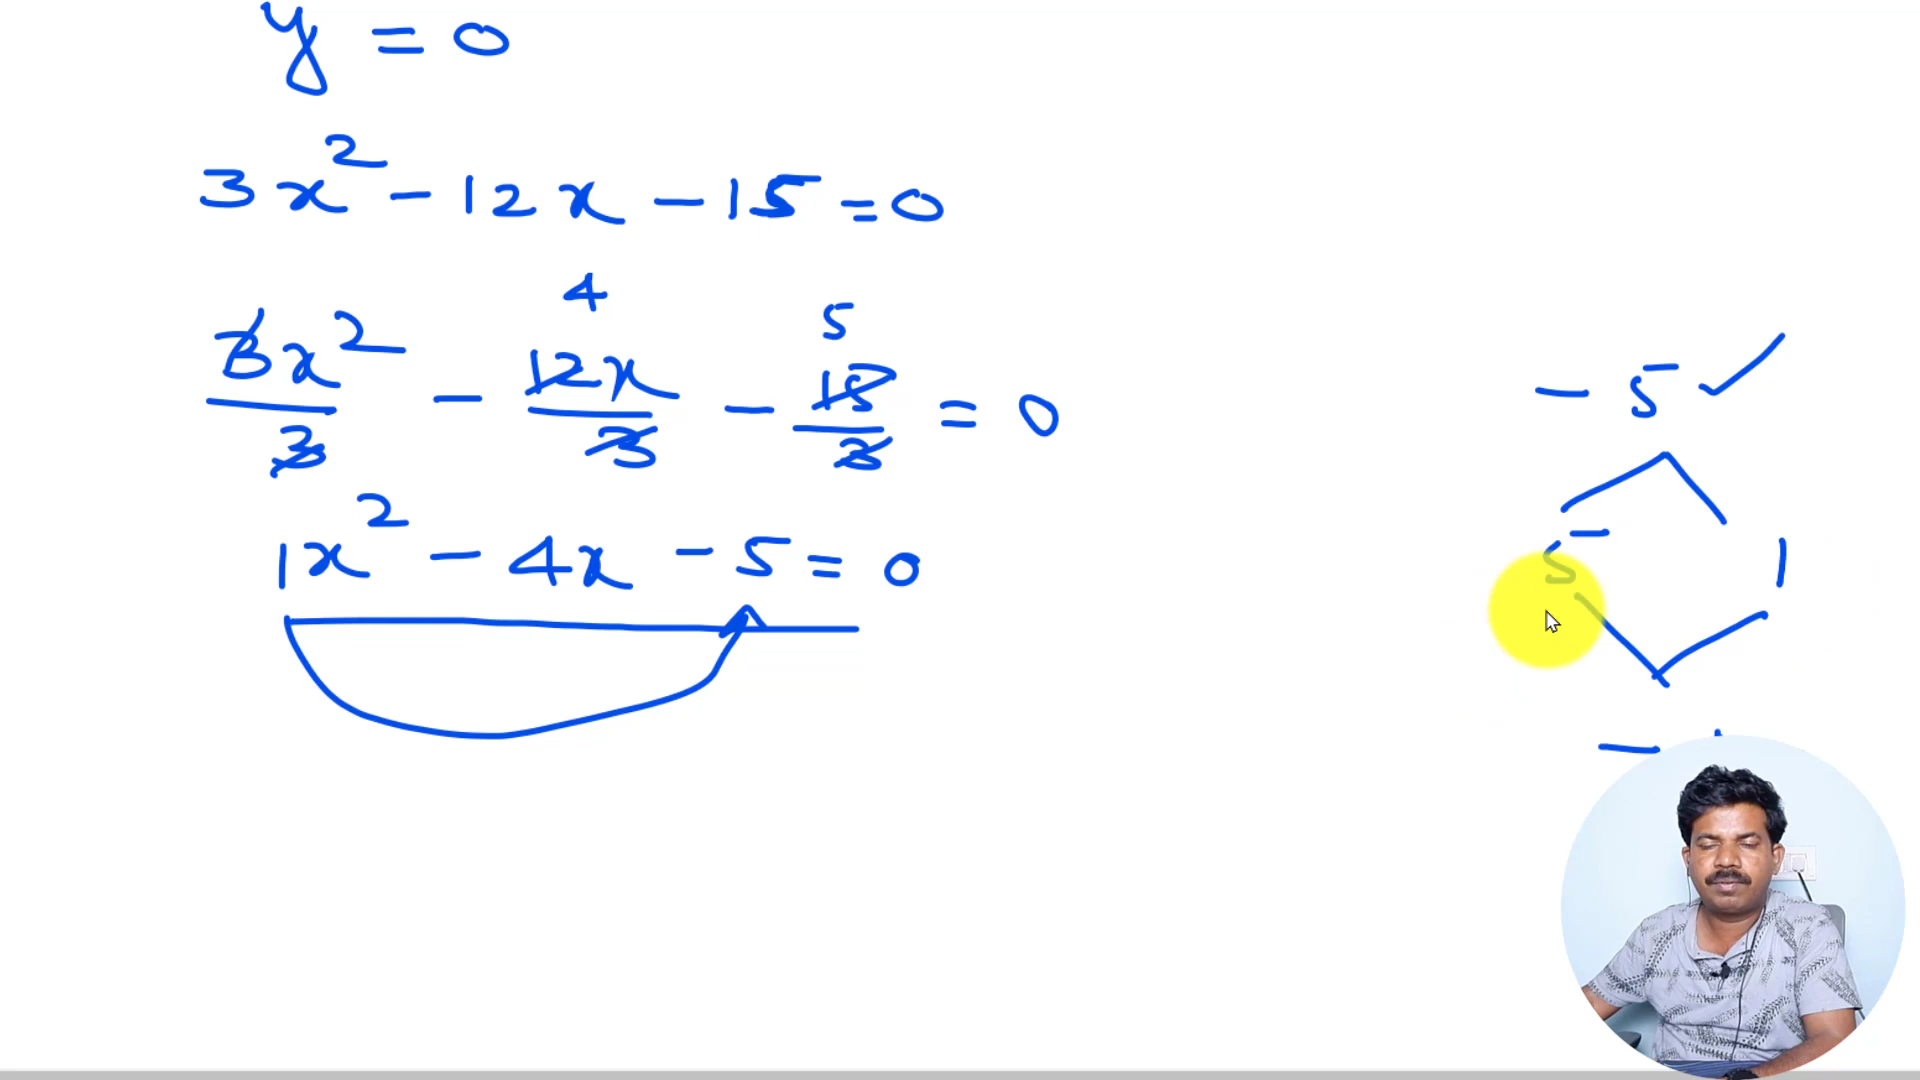 y = 0
3x² - 12x - 15 = 0
4 5
3x²/3 - 12x/3 - 15/3 = 0
1x² - 4x - 5 = 0
- 5 ✓
5 1
-